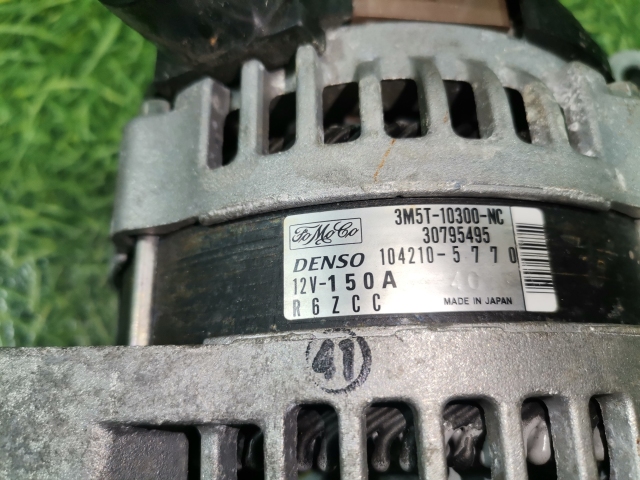 FoMoCo
3M5T-10300-NC
30795495
DENSO 104210-5770
12V-150A
R6ZCC
MADE IN JAPAN
41